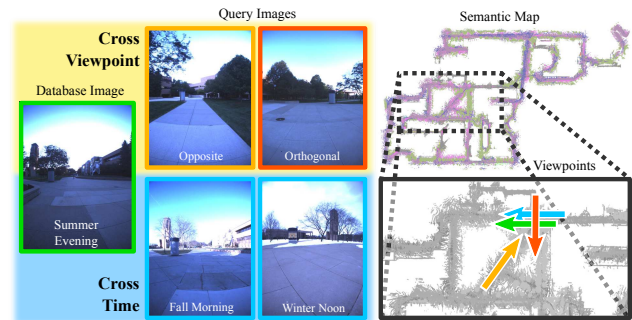 Query Images
Semantic Map
Cross
Viewpoint
Database Image
Opposite
Orthogonal
Viewpoints
Summer
Evening
Cross
Time
Fall Morning
Winter Noon